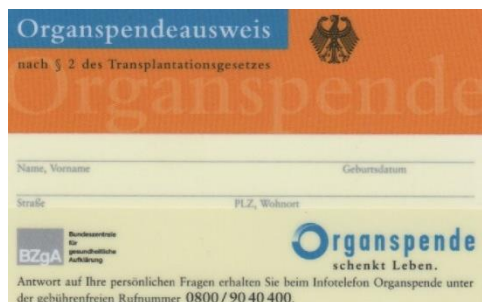 Organspendeausweis
nach § 2 des Transplantationsgesetzes
Organspende
Name, Vorname Geburtsdatum
Straße PLZ, Wohnort
BZgA
Bundeszentrale
für
gesundheitliche
Aufklärung
Organspende
schenkt Leben.
Antwort auf Ihre persönlichen Fragen erhalten Sie beim Infotelefon Organspende unter
der gebührenfreien Rufnummer 0800/90 40 400.